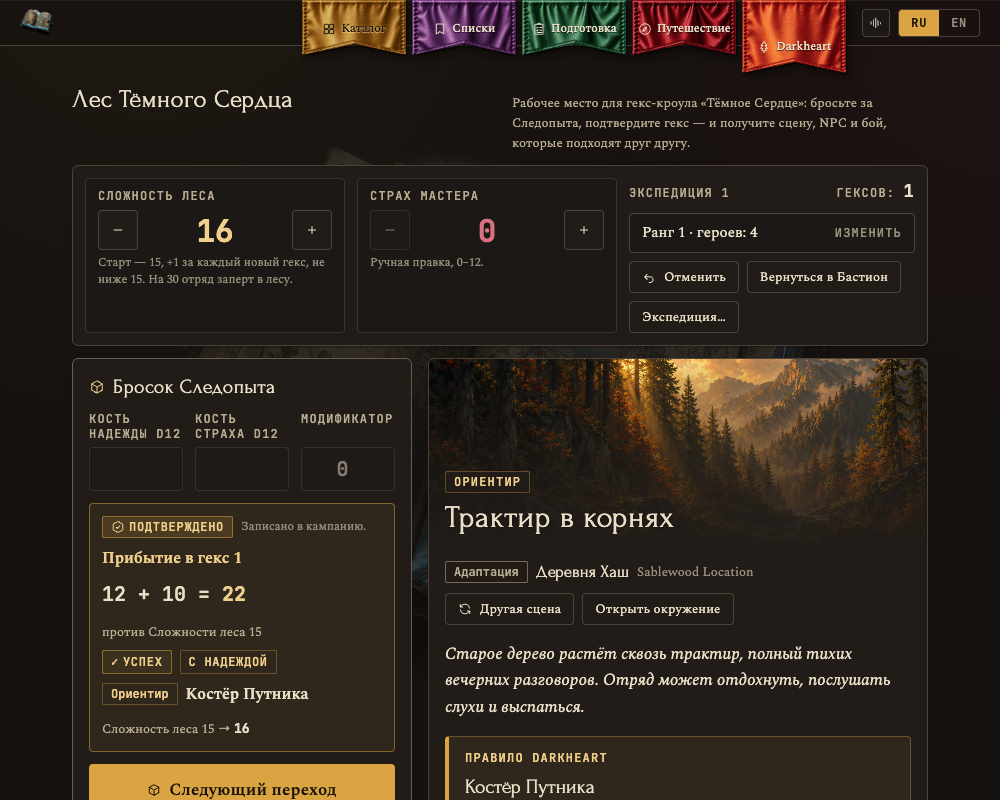 Каталог
Списки
Подготовка
Путешествие
Darkheart
RU EN
Лес Тёмного Сердца
Рабочее место для гекс-кроула «Тёмное Сердце»: бросьте за
Следопыта, подтвердите гекс — и получите сцену, NPC и бой,
которые подходят друг другу.
СЛОЖНОСТЬ ЛЕСА
− 16 +
Старт — 15, +1 за каждый новый гекс, не
ниже 15. На 30 отряд заперт в лесу.
СТРАХ МАСТЕРА
− 0 +
Ручная правка, 0–12.
ЭКСПЕДИЦИЯ 1 ГЕКСОВ: 1
Ранг 1 · героев: 4 ИЗМЕНИТЬ
Отменить Вернуться в Бастион
Экспедиция…
Бросок Следопыта
КОСТЬ
НАДЕЖДЫ D12
КОСТЬ
СТРАХА D12
МОДИФИКАТОР
0
ПОДТВЕРЖДЕНО Записано в кампанию.
Прибытие в гекс 1
12 + 10 = 22
против Сложности леса 15
✓ УСПЕХ С НАДЕЖДОЙ
Ориентир Костёр Путника
Сложность леса 15 → 16
Следующий переход
ОРИЕНТИР
Трактир в корнях
Адаптация Деревня Хаш Sablewood Location
Другая сцена Открыть окружение
Старое дерево растёт сквозь трактир, полный тихих
вечерних разговоров. Отряд может отдохнуть, послушать
слухи и выспаться.
ПРАВИЛО DARKHEART
Костёр Путника